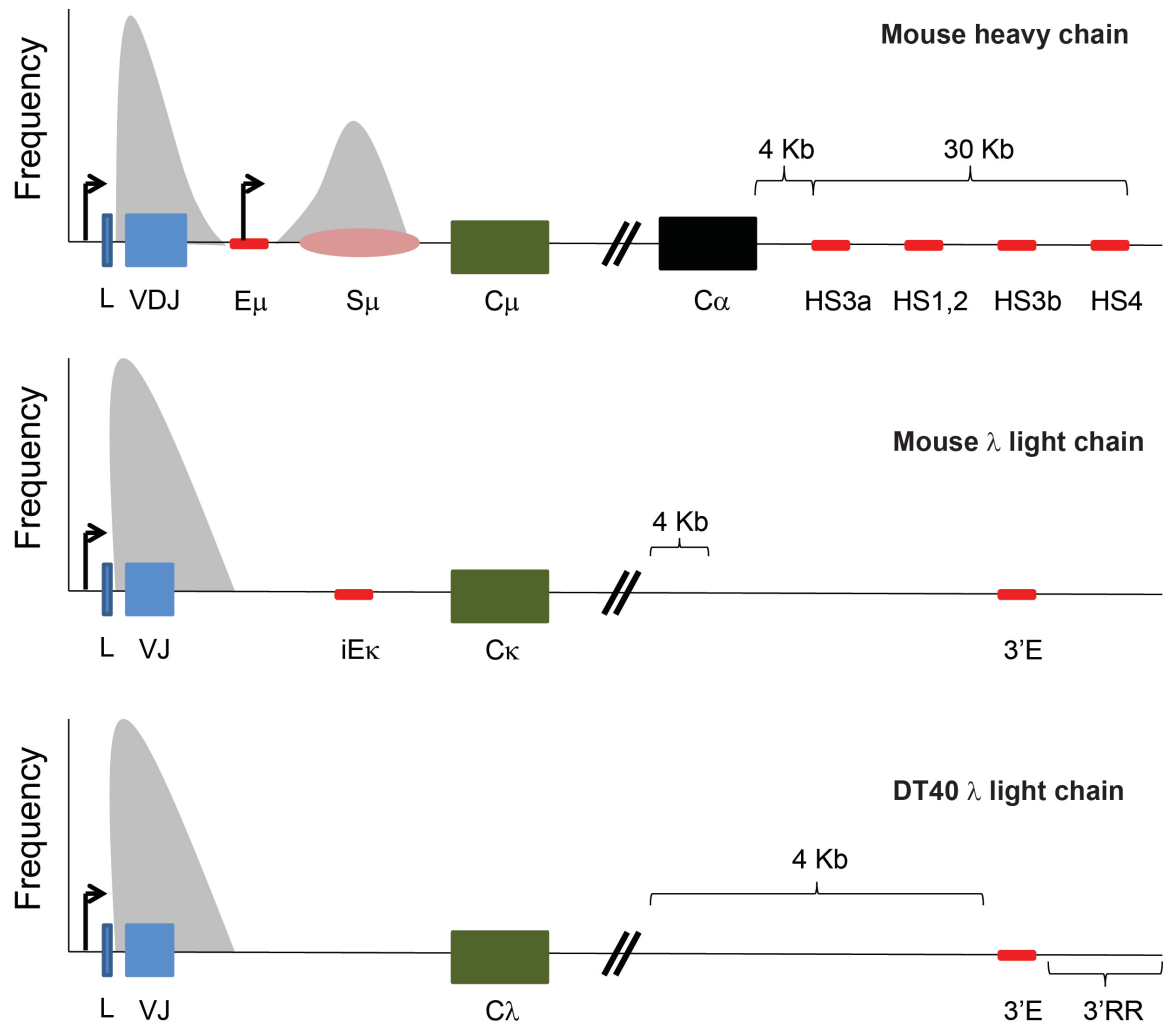 Mouse heavy chain
Frequency
4 Kb 30 Kb
L VDJ Eμ Sμ Cμ Cα HS3a HS1,2 HS3b HS4
Mouse λ light chain
Frequency
4 Kb
L VJ iEκ Cκ 3'E
DT40 λ light chain
Frequency
4 Kb
L VJ Cλ 3'E 3'RR